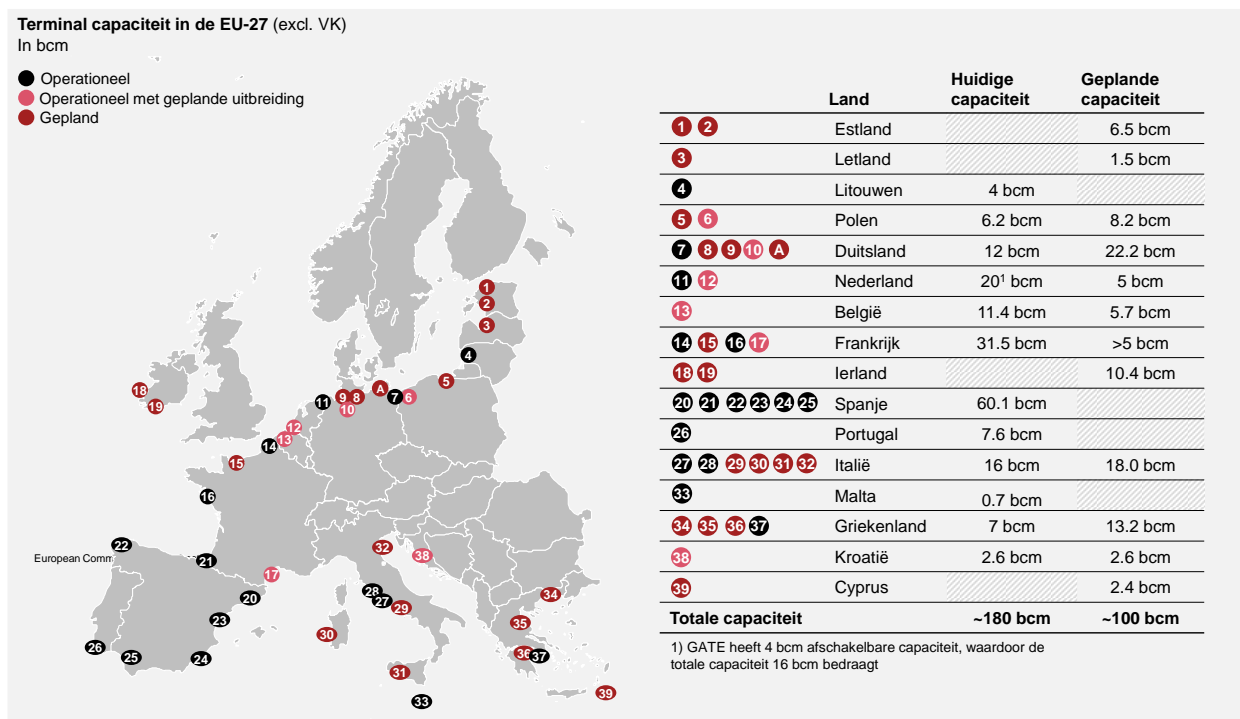 Terminal capaciteit in de EU-27 (excl. VK)
In bcm
Operationeel
Operationeel met geplande uitbreiding
Gepland
1
2
3
4
5
A
7
6
9
8
10
11
12
13
14
15
16
17
18
19
22
European Comm
21
20
23
24
25
26
28
27
29
30
31
32
33
34
35
36
37
38
39
Land Huidige capaciteit Geplande capaciteit
1 2 Estland 6.5 bcm
3 Letland 1.5 bcm
4 Litouwen 4 bcm
5 6 Polen 6.2 bcm 8.2 bcm
7 8 9 10 A Duitsland 12 bcm 22.2 bcm
11 12 Nederland 20¹ bcm 5 bcm
13 België 11.4 bcm 5.7 bcm
14 15 16 17 Frankrijk 31.5 bcm >5 bcm
18 19 Ierland 10.4 bcm
20 21 22 23 24 25 Spanje 60.1 bcm
26 Portugal 7.6 bcm
27 28 29 30 31 32 Italië 16 bcm 18.0 bcm
33 Malta 0.7 bcm
34 35 36 37 Griekenland 7 bcm 13.2 bcm
38 Kroatië 2.6 bcm 2.6 bcm
39 Cyprus 2.4 bcm
Totale capaciteit ~180 bcm ~100 bcm
1) GATE heeft 4 bcm afschakelbare capaciteit, waardoor de
totale capaciteit 16 bcm bedraagt